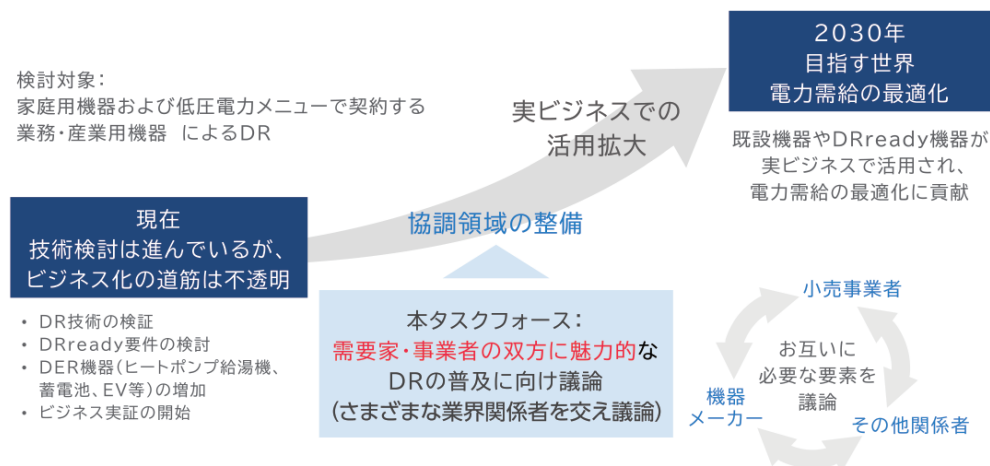 検討対象：
家庭用機器および低圧電力メニューで契約する
業務・産業用機器 によるDR
実ビジネスでの
活用拡大
2030年
目指す世界
電力需給の最適化
既設機器やDRready機器が
実ビジネスで活用され、
電力需給の最適化に貢献
現在
技術検討は進んでいるが、
ビジネス化の道筋は不透明
・ DR技術の検証
・ DRready要件の検討
・ DER機器（ヒートポンプ給湯機、
蓄電池、EV等）の増加
・ ビジネス実証の開始
協調領域の整備
本タスクフォース：
需要家・事業者の双方に魅力的な
DRの普及に向け議論
（さまざまな業界関係者を交え議論）
小売事業者
お互いに
必要な要素を
議論
機器
メーカー
その他関係者